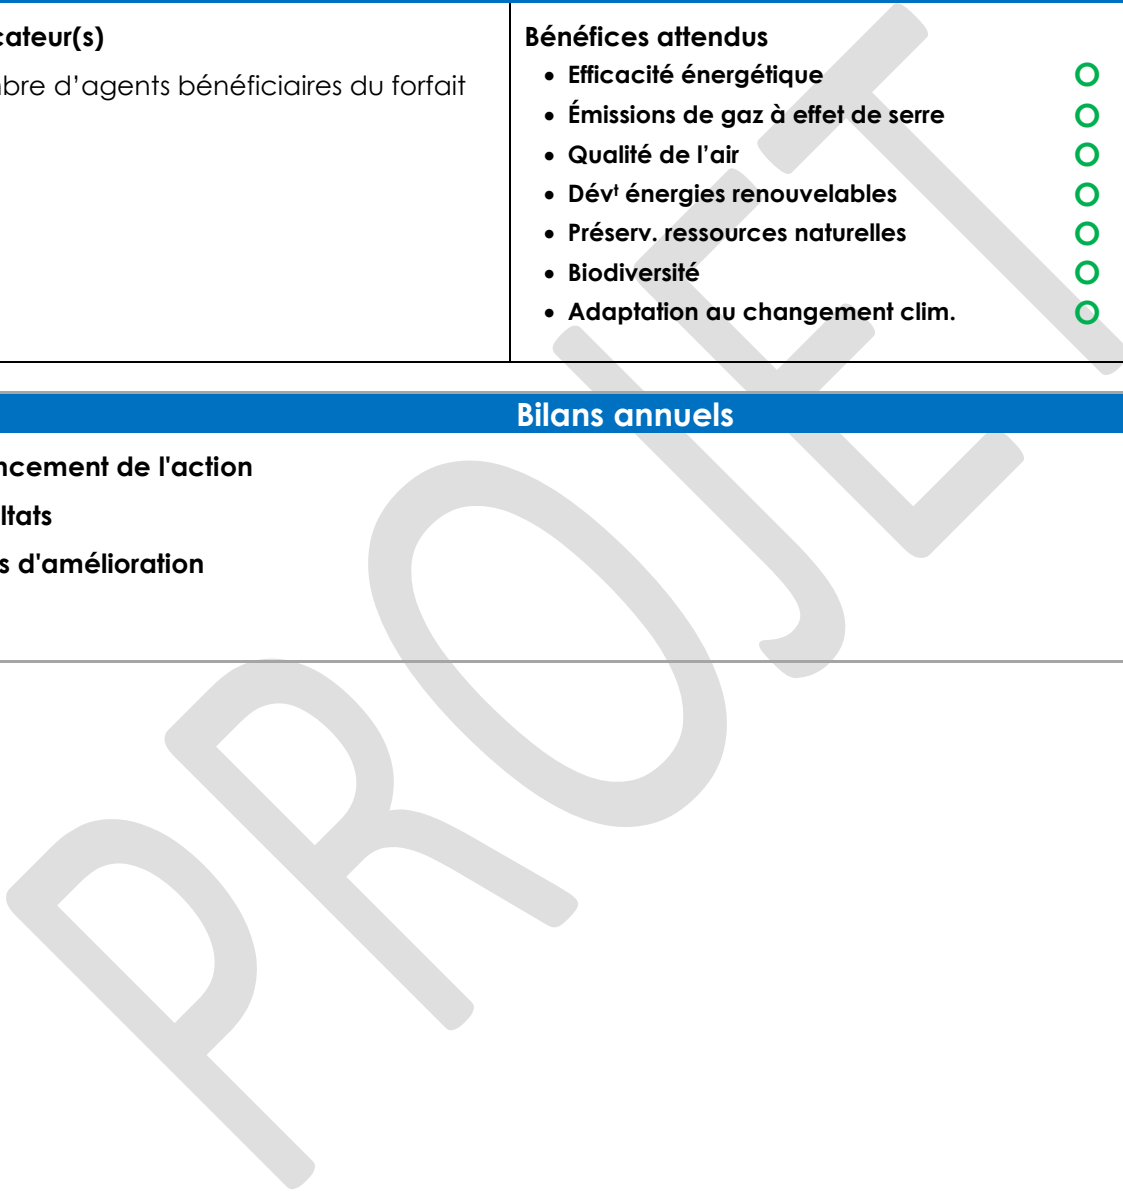 cateur(s)
bre d’agents bénéficiaires du forfait
Bénéfices attendus
• Efficacité énergétique
• Émissions de gaz à effet de serre
• Qualité de l’air
• Dévᵗ énergies renouvelables
• Préserv. ressources naturelles
• Biodiversité
• Adaptation au changement clim.
Bilans annuels
ncement de l'action
ltats
s d'amélioration
PROJET